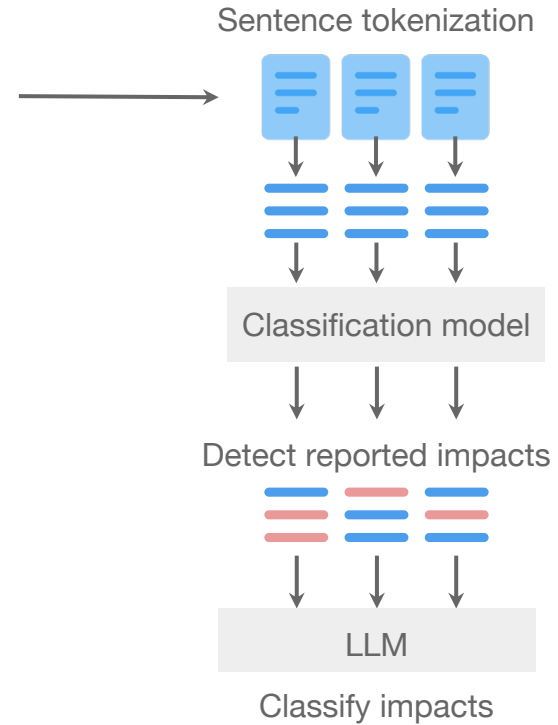 Sentence tokenization
Classification model
Detect reported impacts
LLM
Classify impacts